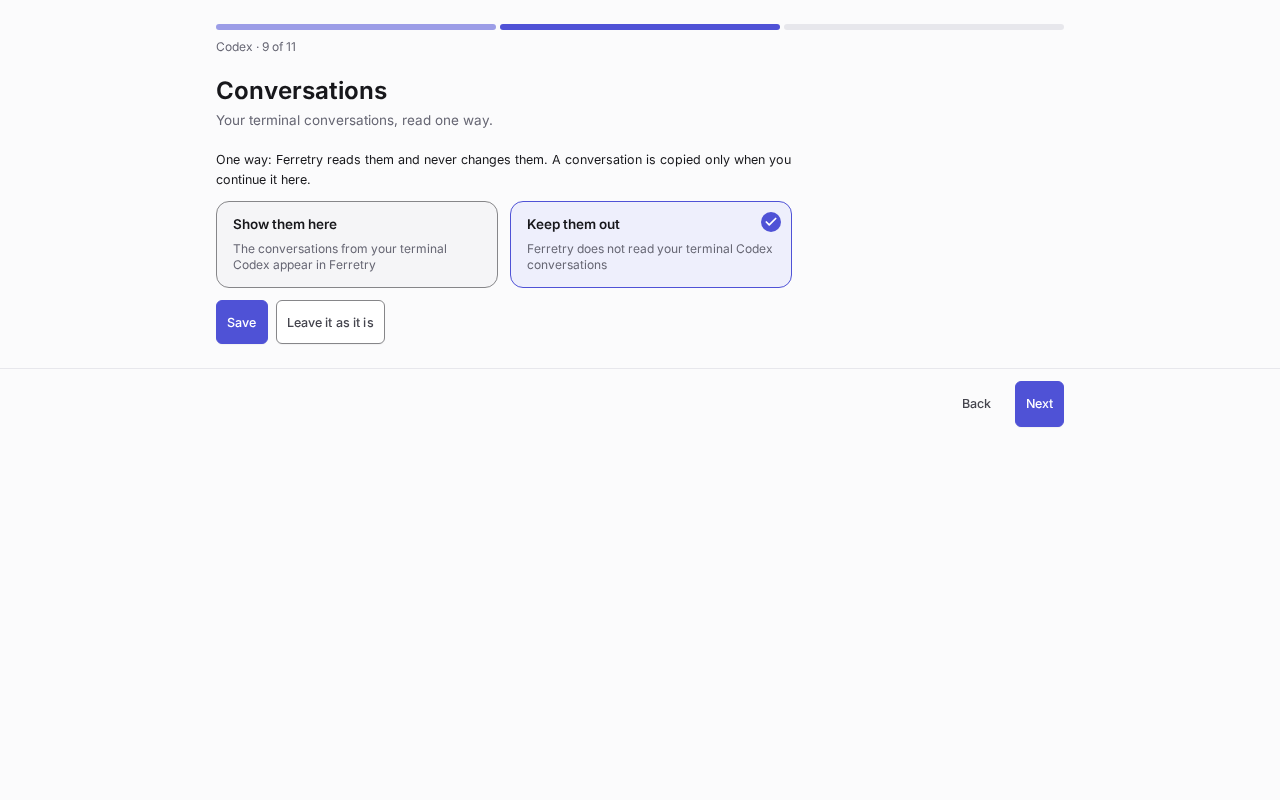 Codex · 9 of 11
Conversations
Your terminal conversations, read one way.
One way: Ferretry reads them and never changes them. A conversation is copied only when you
continue it here.
Show them here
The conversations from your terminal
Codex appear in Ferretry
Keep them out
Ferretry does not read your terminal Codex
conversations
Save
Leave it as it is
Back
Next